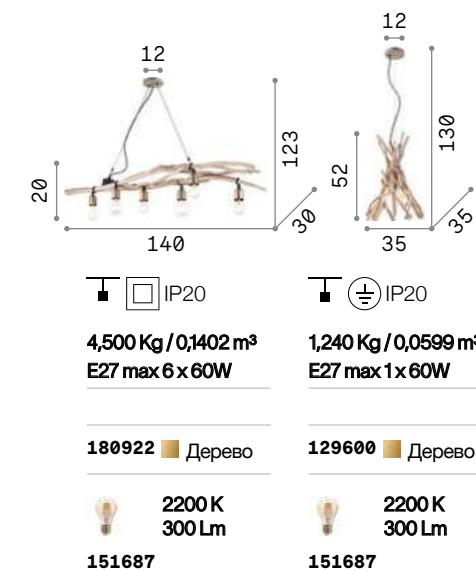 12
123
20
30
140
IP20
4,500 Kg / 0,1402 m³
E27 max 6 x 60W
180922 Дерево
2200 K
300 Lm
151687
12
130
52
35
35
IP20
1,240 Kg / 0,0599 m³
E27 max 1 x 60W
129600 Дерево
2200 K
300 Lm
151687